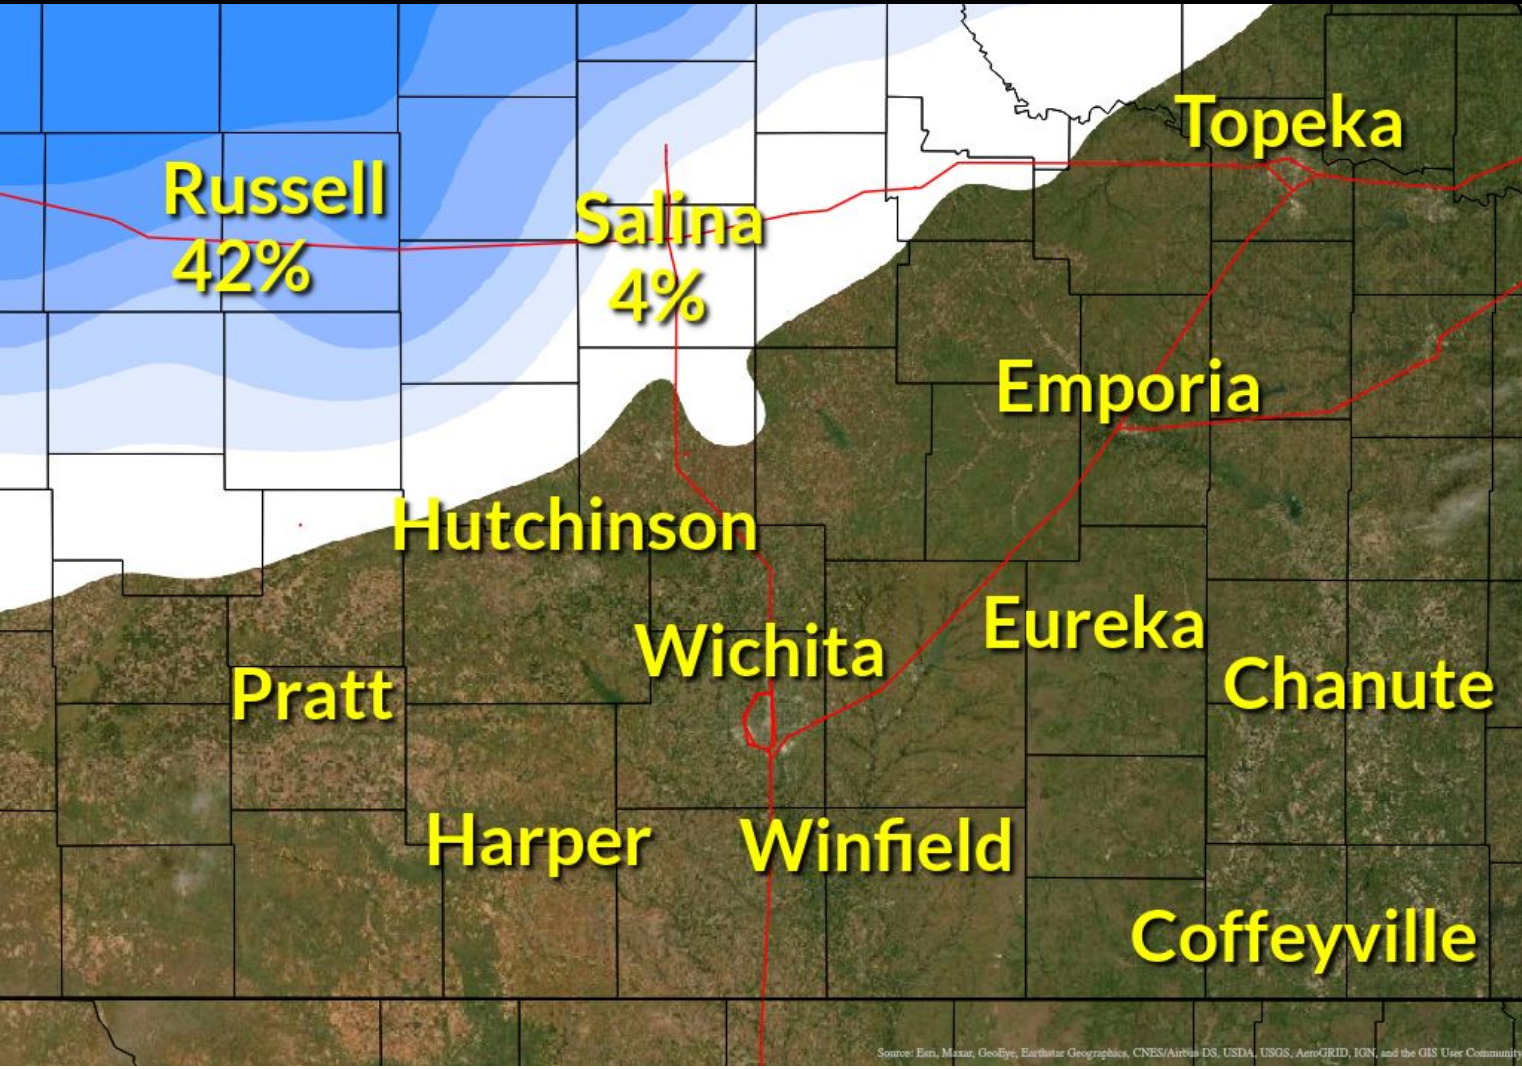 Topeka
Russell
42%
Salina
4%
Emporia
Hutchinson
Wichita
Eureka
Pratt
Chanute
Harper
Winfield
Coffeyville
Source: Esri, Maxar, GeoEye, Earthstar Geographics, CNES/Airbus DS, USDA, USGS, AeroGRID, IGN, and the GIS User Community